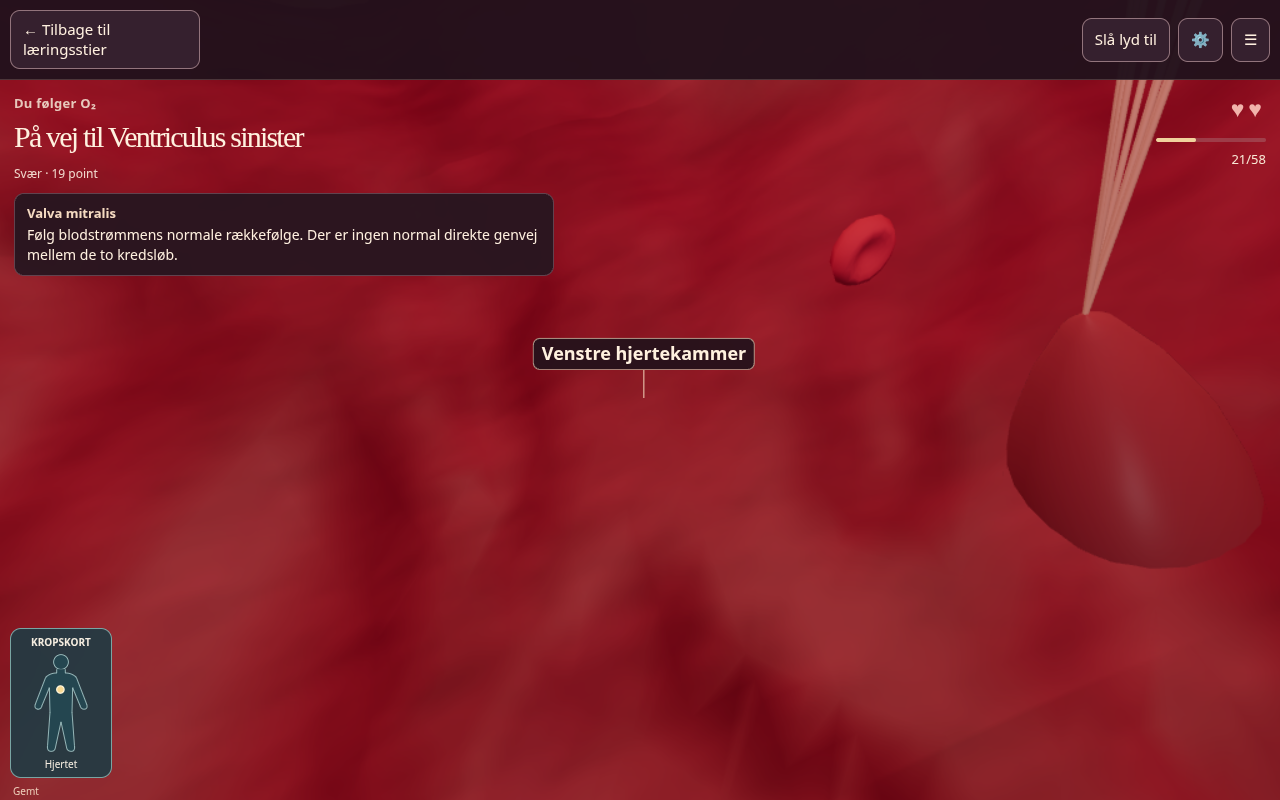 ← Tilbage til
læringsstier
Slå lyd til
Du følger O₂
På vej til Ventriculus sinister
Svær · 19 point
21/58
Valva mitralis
Følg blodstrømmens normale rækkefølge. Der er ingen normal direkte genvej
mellem de to kredsløb.
Venstre hjertekammer
KROPSKORT
Hjertet
Gemt